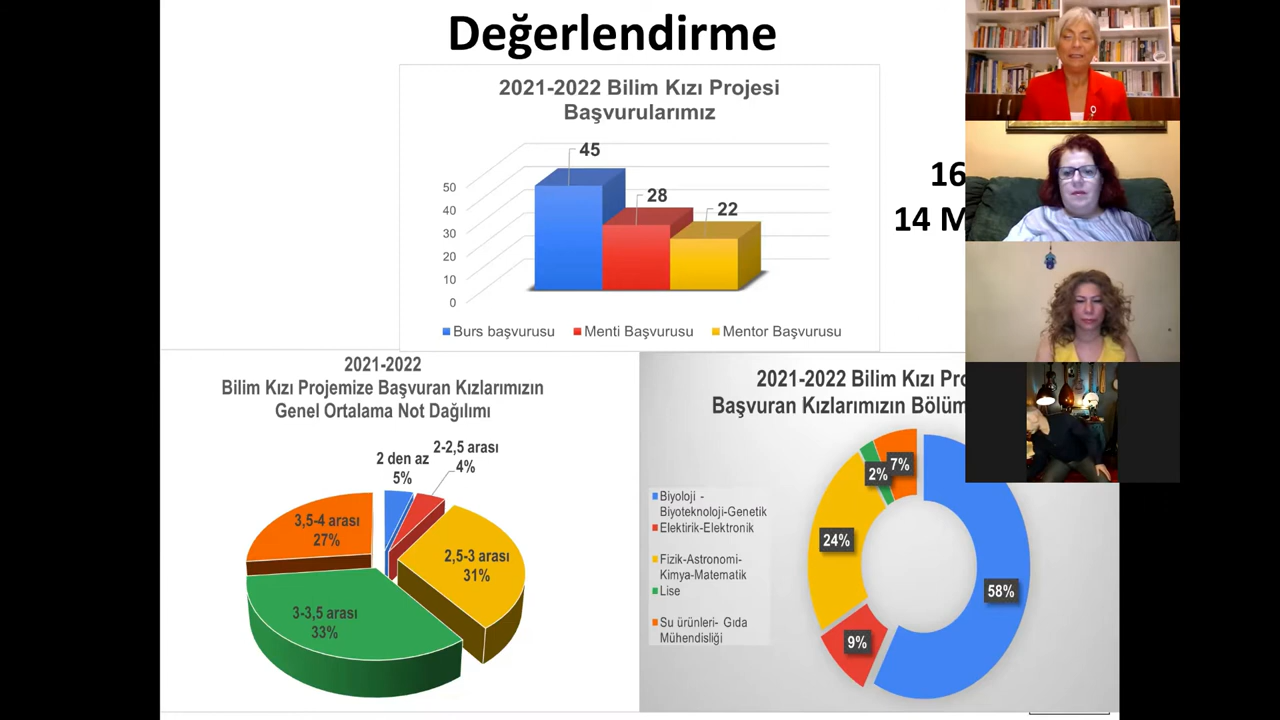 Değerlendirme
2021-2022 Bilim Kızı Projesi
Başvurularımız
45
28
22
50
40
30
20
10
0
Burs başvurusu
Menti Başvurusu
Mentor Başvurusu
16
14 M
2021-2022
Bilim Kızı Projemize Başvuran Kızlarımızın
Genel Ortalama Not Dağılımı
2 den az
5%
2-2,5 arası
4%
3,5-4 arası
27%
2,5-3 arası
31%
3-3,5 arası
33%
2021-2022 Bilim Kızı Pro
Başvuran Kızlarımızın Bölüm
Biyoloji -
Biyoteknoloji-Genetik
Elektirik-Elektronik
Fizik-Astronomi-
Kimya-Matematik
Lise
Su ürünleri- Gıda
Mühendisliği
2%
7%
24%
58%
9%